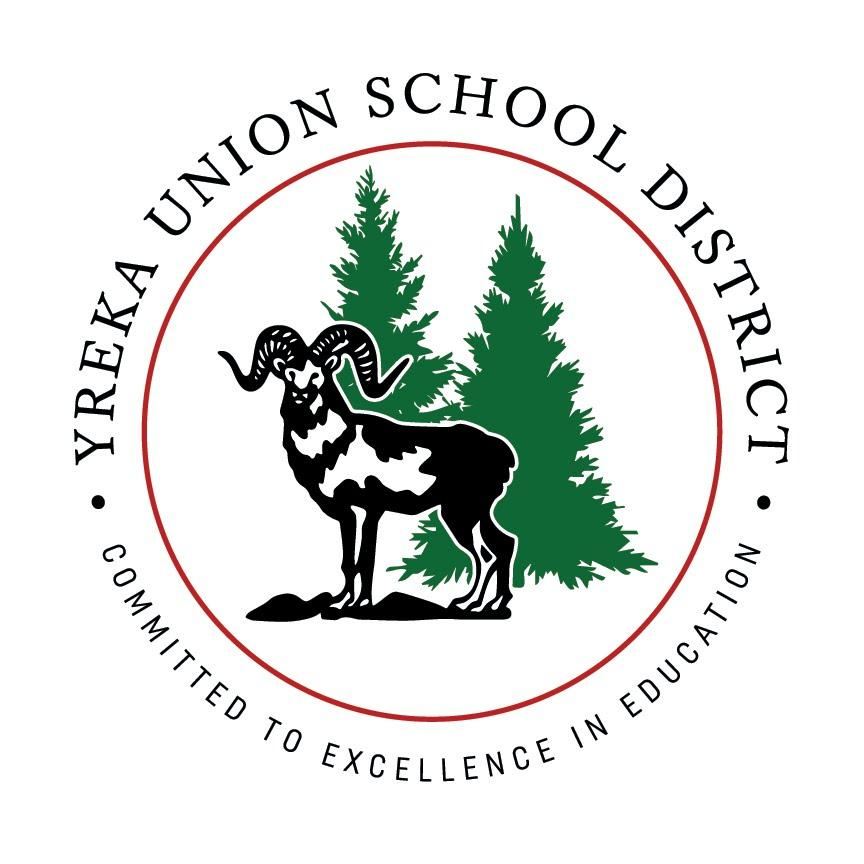 YREKA UNION SCHOOL DISTRICT
• COMMITTED TO EXCELLENCE IN EDUCATION •